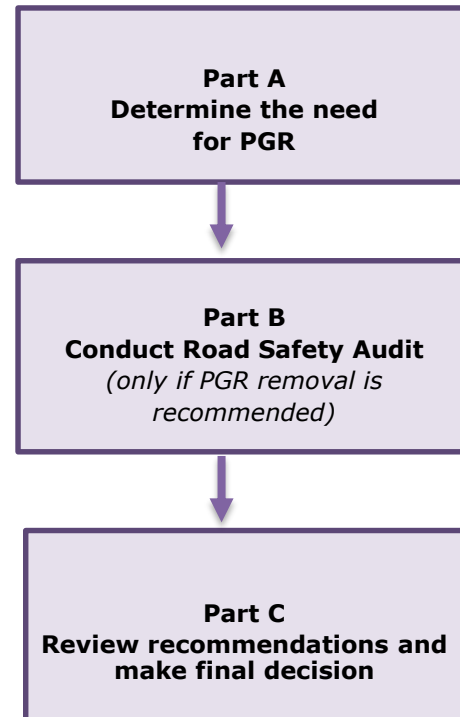 Part A
Determine the need
for PGR
Part B
Conduct Road Safety Audit
(only if PGR removal is
recommended)
Part C
Review recommendations and
make final decision